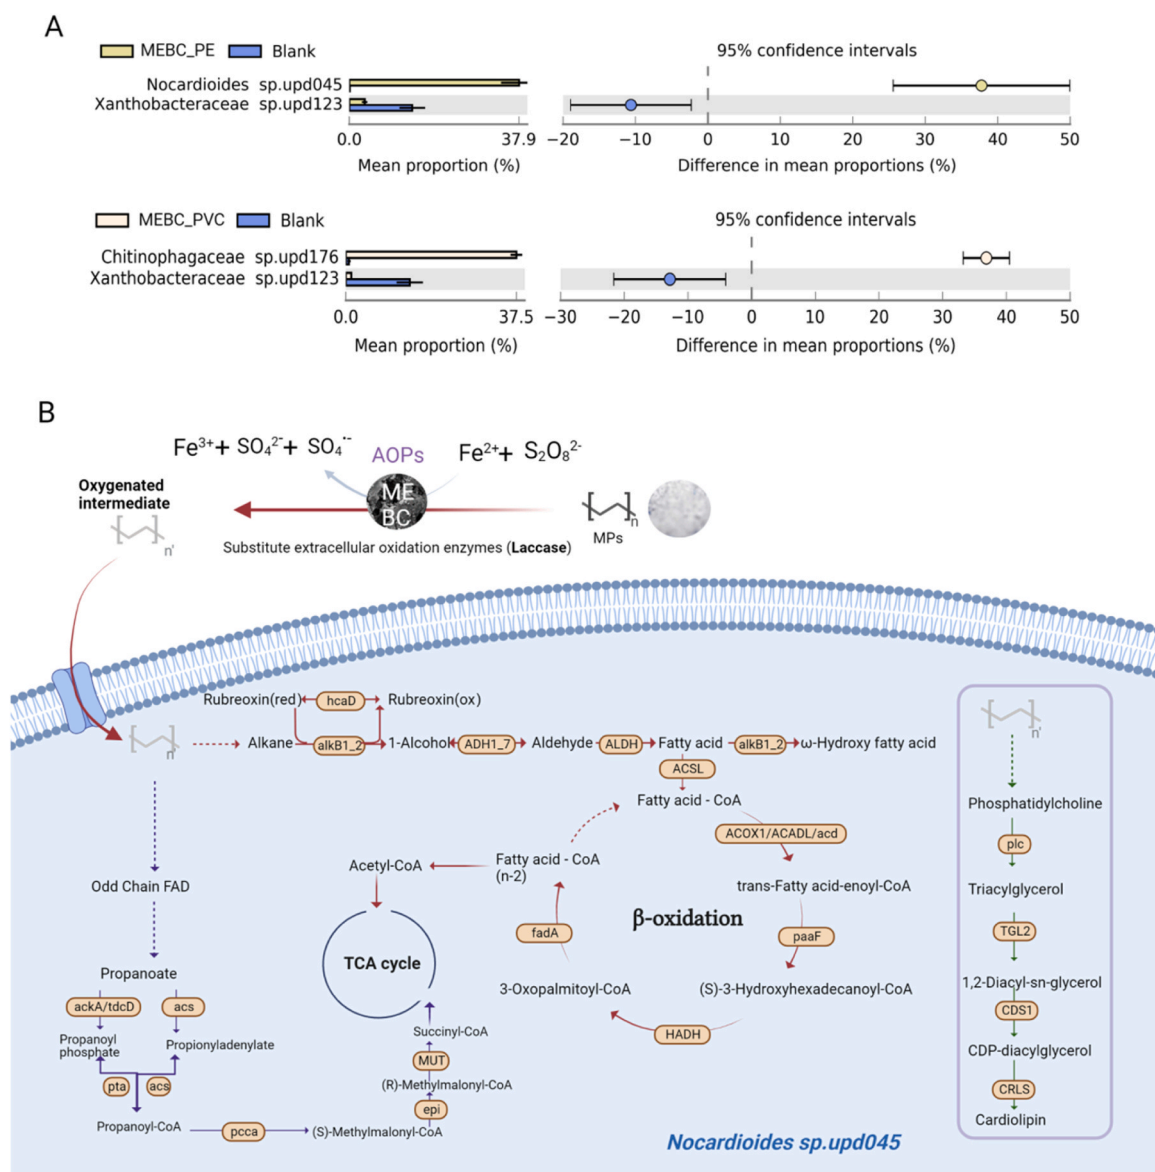 A
MEBC_PE Blank
95% confidence intervals
Nocardioides sp.upd045
Xanthobacteraceae sp.upd123
0.0 37.9 −20 −10 0 10 20 30 40 50
Mean proportion (%) Difference in mean proportions (%)
MEBC_PVC Blank
95% confidence intervals
Chitinophagaceae sp.upd176
Xanthobacteraceae sp.upd123
0.0 37.5 −30 −20 −10 0 10 20 30 40 50
Mean proportion (%) Difference in mean proportions (%)
B
Fe³⁺+ SO₄²⁻+ SO₄˙⁻ AOPs Fe²⁺+ S₂O₈²⁻
Oxygenated
intermediate
n'
ME
BC
n
MPs
Substitute extracellular oxidation enzymes (Laccase)
Rubreoxin(red) hcaD Rubreoxin(ox)
n'
Alkane alkB1_2 1-Alcohol ADH1_7 Aldehyde ALDH Fatty acid alkB1_2 ω-Hydroxy fatty acid
ACSL
Fatty acid - CoA
ACOX1/ACADL/acd
Acetyl-CoA
Fatty acid - CoA
(n-2)
trans-Fatty acid-enoyl-CoA
β-oxidation
fadA
paaF
TCA cycle
3-Oxopalmitoyl-CoA
(S)-3-Hydroxyhexadecanoyl-CoA
HADH
Odd Chain FAD
Propanoate
ackA/tdcD acs
Propanoyl
phosphate
Propionyladenylate
pta acs
Propanoyl-CoA pcca (S)-Methylmalonyl-CoA
epi
(R)-Methylmalonyl-CoA
MUT
Succinyl-CoA
n'
Phosphatidylcholine
plc
Triacylglycerol
TGL2
1,2-Diacyl-sn-glycerol
CDS1
CDP-diacylglycerol
CRLS
Cardiolipin
Nocardioides sp.upd045